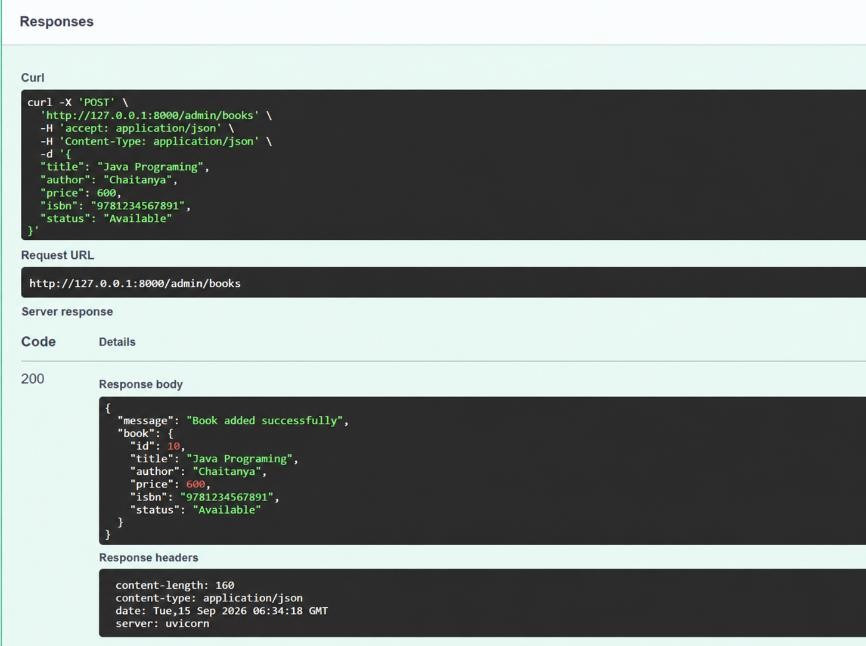 Responses
Curl
curl -X 'POST' \
  'http://127.0.0.1:8000/admin/books' \
  -H 'accept: application/json' \
  -H 'Content-Type: application/json' \
  -d '{
  "title": "Java Programing",
  "author": "Chaitanya",
  "price": 600,
  "isbn": "9781234567891",
  "status": "Available"
}'
Request URL
http://127.0.0.1:8000/admin/books
Server response
Code Details
200
Response body
{
  "message": "Book added successfully",
  "book": {
    "id": 10,
    "title": "Java Programing",
    "author": "Chaitanya",
    "price": 600,
    "isbn": "9781234567891",
    "status": "Available"
  }
}
Response headers
content-length: 160
content-type: application/json
date: Tue,15 Sep 2026 06:34:18 GMT
server: uvicorn